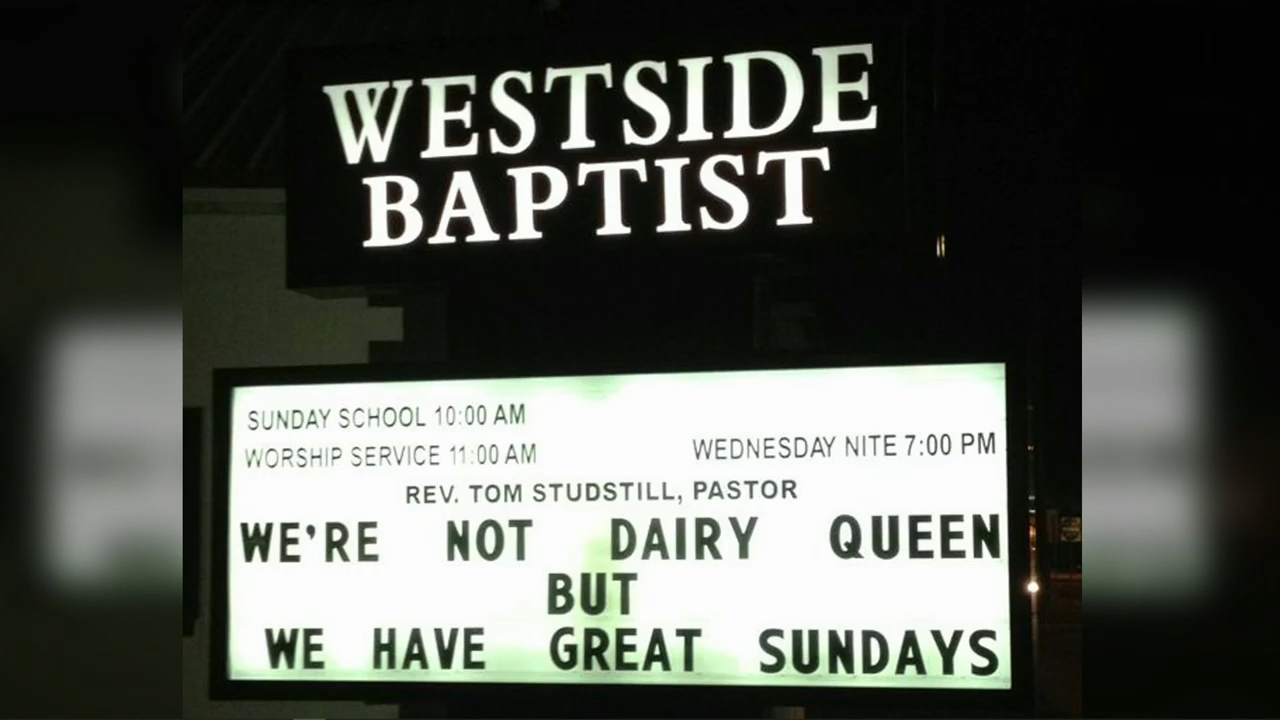 WESTSIDE
BAPTIST
SUNDAY SCHOOL 10:00 AM
WORSHIP SERVICE 11:00 AM
WEDNESDAY NITE 7:00 PM
REV. TOM STUDSTILL, PASTOR
WE'RE NOT DAIRY QUEEN
BUT
WE HAVE GREAT SUNDAYS